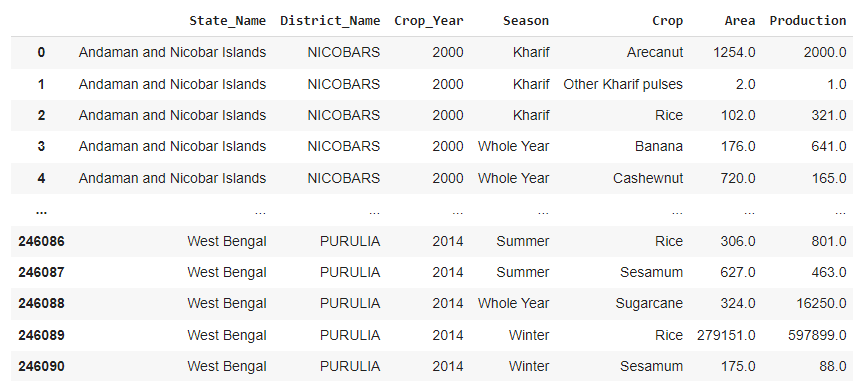 State_Name District_Name Crop_Year Season Crop Area Production
0 Andaman and Nicobar Islands NICOBARS 2000 Kharif Arecanut 1254.0 2000.0
1 Andaman and Nicobar Islands NICOBARS 2000 Kharif Other Kharif pulses 2.0 1.0
2 Andaman and Nicobar Islands NICOBARS 2000 Kharif Rice 102.0 321.0
3 Andaman and Nicobar Islands NICOBARS 2000 Whole Year Banana 176.0 641.0
4 Andaman and Nicobar Islands NICOBARS 2000 Whole Year Cashewnut 720.0 165.0
... ... ... ... ... ... ... ...
246086 West Bengal PURULIA 2014 Summer Rice 306.0 801.0
246087 West Bengal PURULIA 2014 Summer Sesamum 627.0 463.0
246088 West Bengal PURULIA 2014 Whole Year Sugarcane 324.0 16250.0
246089 West Bengal PURULIA 2014 Winter Rice 279151.0 597899.0
246090 West Bengal PURULIA 2014 Winter Sesamum 175.0 88.0